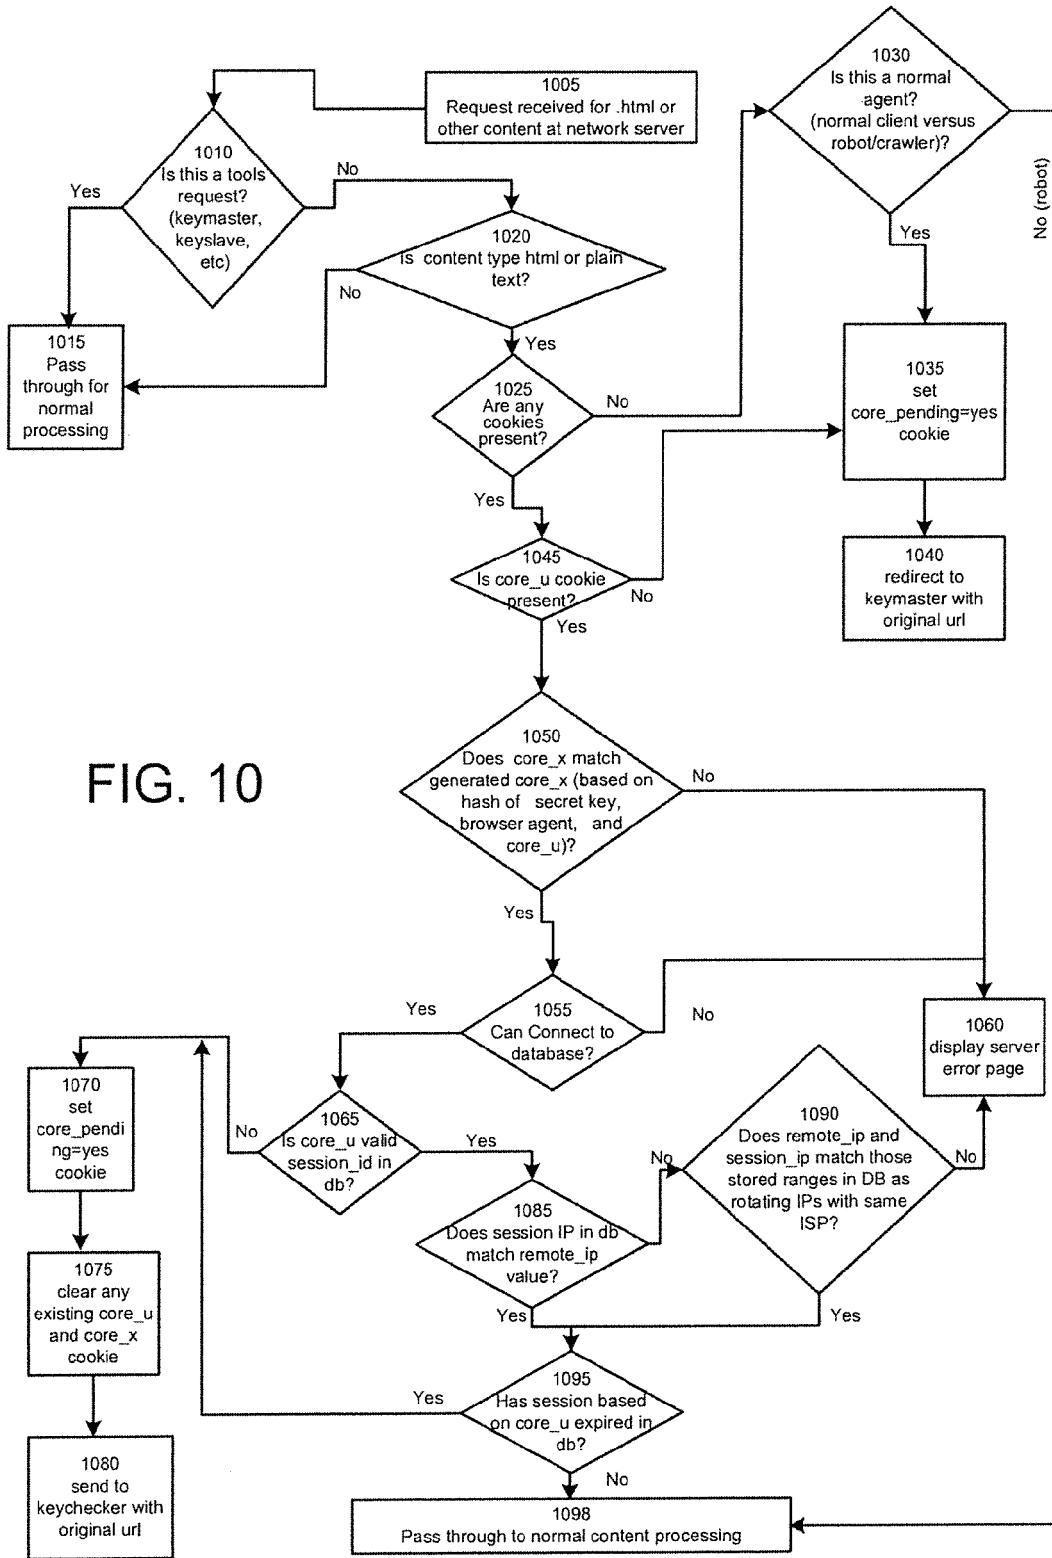 1005
Request received for .html or
other content at network server
1030
Is this a normal
agent?
(normal client versus
robot/crawler)?
No (robot)
Yes
1010
Is this a tools
request?
(keymaster,
keyslave,
etc)
Yes
No
1020
Is content type html or plain
text?
No
Yes
1015
Pass
through for
normal
processing
1025
Are any
cookies
present?
No
Yes
1035
set
core_pending=yes
cookie
1040
redirect to
keymaster with
original url
1045
Is core_u cookie
present?
No
Yes
FIG. 10
1050
Does core_x match
generated core_x (based on
hash of secret key,
browser agent, and
core_u)?
No
Yes
1055
Can Connect to
database?
Yes
No
1060
display server
error page
1065
Is core_u valid
session_id in
db?
No
Yes
1070
set
core_pendi
ng=yes
cookie
1075
clear any
existing core_u
and core_x
cookie
1080
send to
keychecker with
original url
1085
Does session IP in db
match remote_ip
value?
No
Yes
1090
Does remote_ip and
session_ip match those
stored ranges in DB as
rotating IPs with same
ISP?
No
Yes
1095
Has session based
on core_u expired in
db?
Yes
No
1098
Pass through to normal content processing